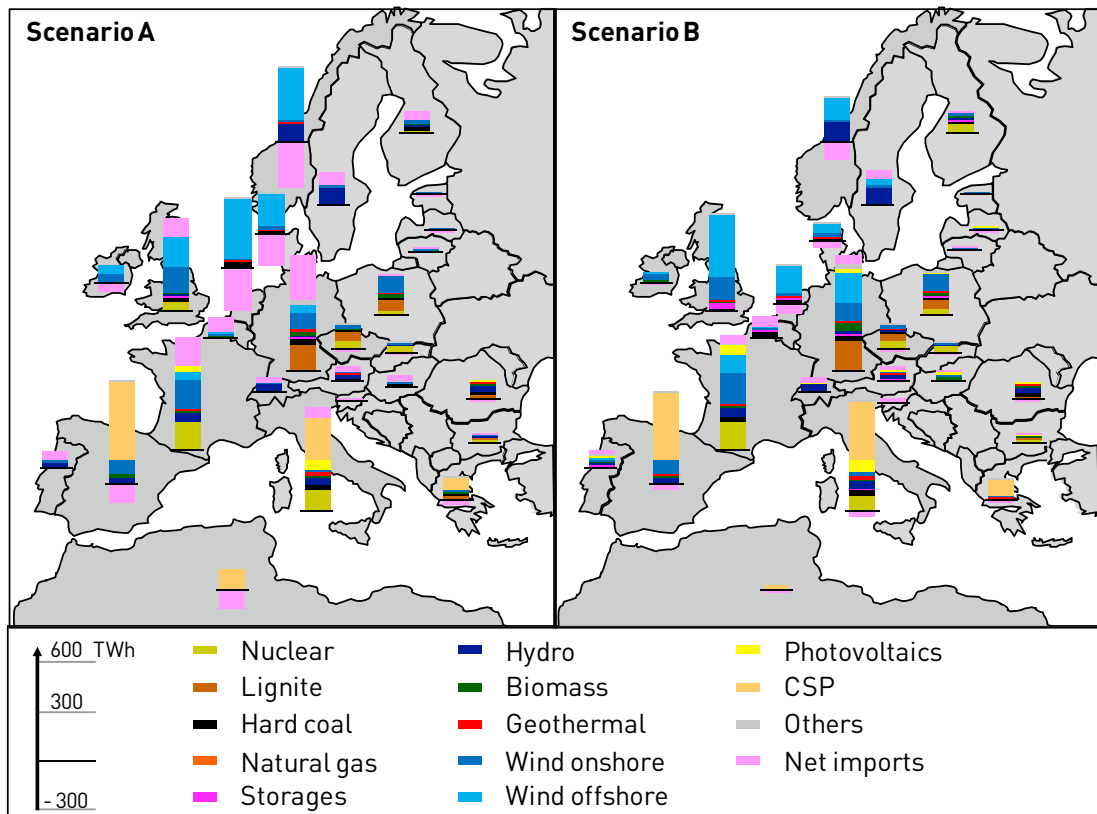 Scenario A
Scenario B
600 TWh
300
- 300
Nuclear
Lignite
Hard coal
Natural gas
Storages
Hydro
Biomass
Geothermal
Wind onshore
Wind offshore
Photovoltaics
CSP
Others
Net imports